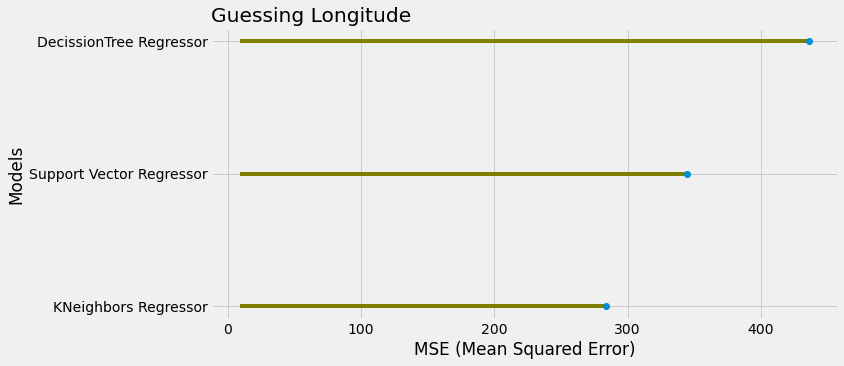 Guessing Longitude
DecissionTree Regressor
Support Vector Regressor
KNeighbors Regressor
Models
0 100 200 300 400
MSE (Mean Squared Error)